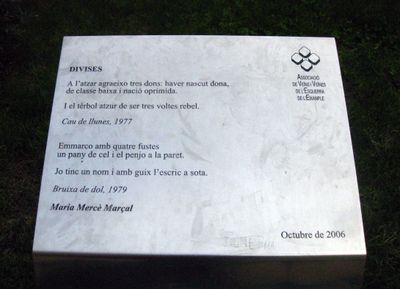 DIVISES
A l'atzar agraeixo tres dons: haver nascut dona,
de classe baixa i nació oprimida.
I el tèrbol atzur de ser tres voltes rebel.
Cau de llunes, 1977
Emmarco amb quatre fustes
un pany de cel i el penjo a la paret.
Jo tinc un nom i amb guix l'escric a sota.
Bruixa de dol, 1979
Maria Mercè Marçal
ASSOCIACIÓ
DE VEÏNS I VEÏNES
DE L'ESQUERRA
DE L'EIXAMPLE
Octubre de 2006